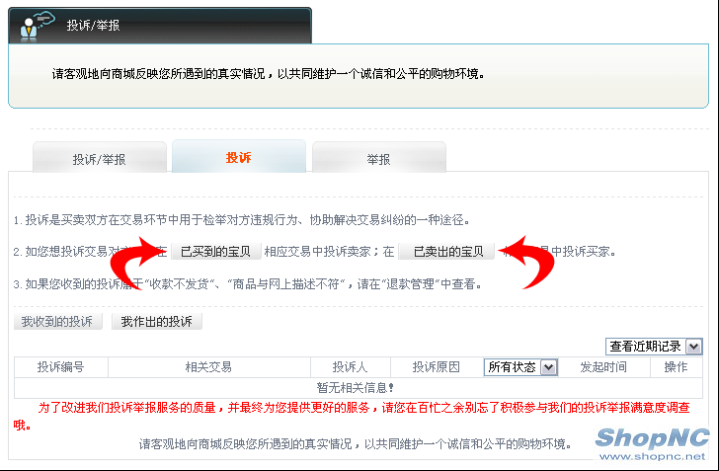 投诉/举报
请客观地向商城反映您所遇到的真实情况，以共同维护一个诚信和公平的购物环境。
投诉/举报 投诉 举报
1.投诉是买卖双方在交易环节中用于检举对方违规行为、协助解决交易纠纷的一种途径。
2.如您想投诉交易对 在 已买到的宝贝 相应交易中投诉卖家；在 已卖出的宝贝 易中投诉买家。
3.如果您收到的投诉属于“收款不发货”、“商品与网上描述不符”，请在“退款管理”中查看。
我收到的投诉 我作出的投诉
查看近期记录
投诉编号 相关交易 投诉人 投诉原因 所有状态 发起时间 操作
暂无相关信息！
为了改进我们投诉举报服务的质量，并最终为您提供更好的服务，请您在百忙之余别忘了积极参与我们的投诉举报满意度调查
哦。
请客观地向商城反映您所遇到的真实情况，以共同维护一个诚信和公平的购物环境。
ShopNC
www.shopnc.net